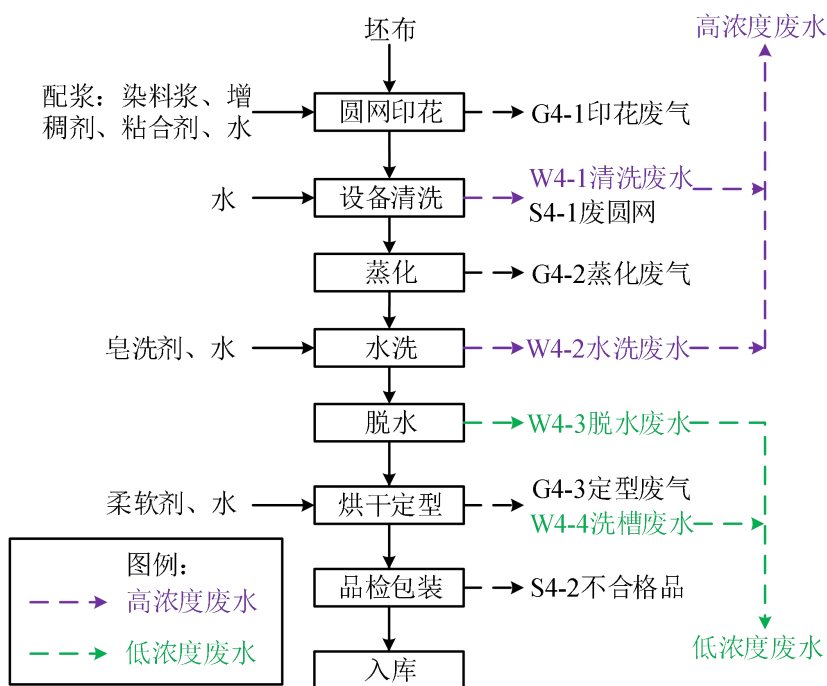 坯布
高浓度废水
配浆：染料浆、增
稠剂、粘合剂、水
圆网印花
G4-1印花废气
水
设备清洗
W4-1清洗废水
S4-1废圆网
蒸化
G4-2蒸化废气
皂洗剂、水
水洗
W4-2水洗废水
脱水
W4-3脱水废水
柔软剂、水
烘干定型
G4-3定型废气
W4-4洗槽废水
图例：
高浓度废水
低浓度废水
品检包装
S4-2不合格品
低浓度废水
入库